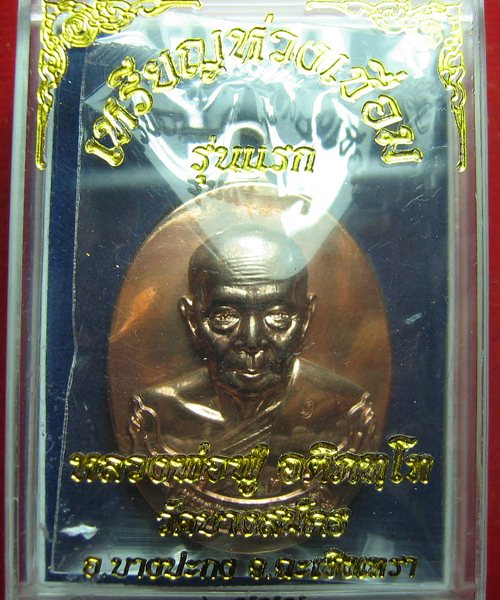 เหรียญห่วงเชื่อม
รุ่นแรก
หลวงพ่อฟู อติภทฺโท
วัดบางสมัคร
อ.บางปะกง จ.ฉะเชิงเทรา